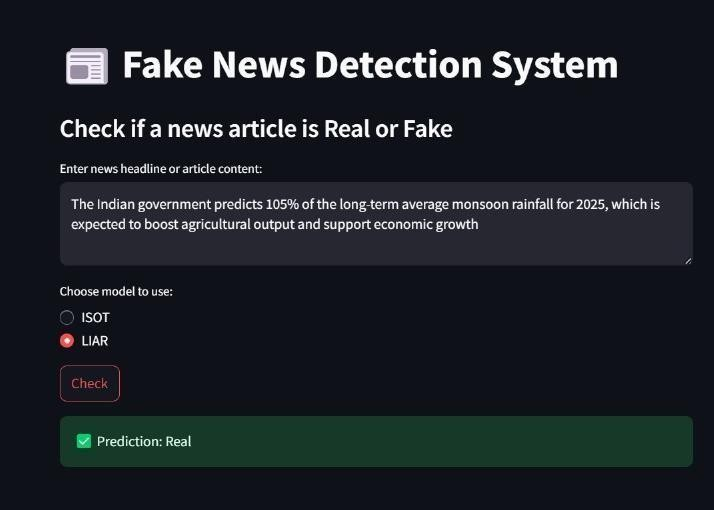 Fake News Detection System
Check if a news article is Real or Fake
Enter news headline or article content:
The Indian government predicts 105% of the long-term average monsoon rainfall for 2025, which is
expected to boost agricultural output and support economic growth
Choose model to use:
ISOT
LIAR
Check
Prediction: Real